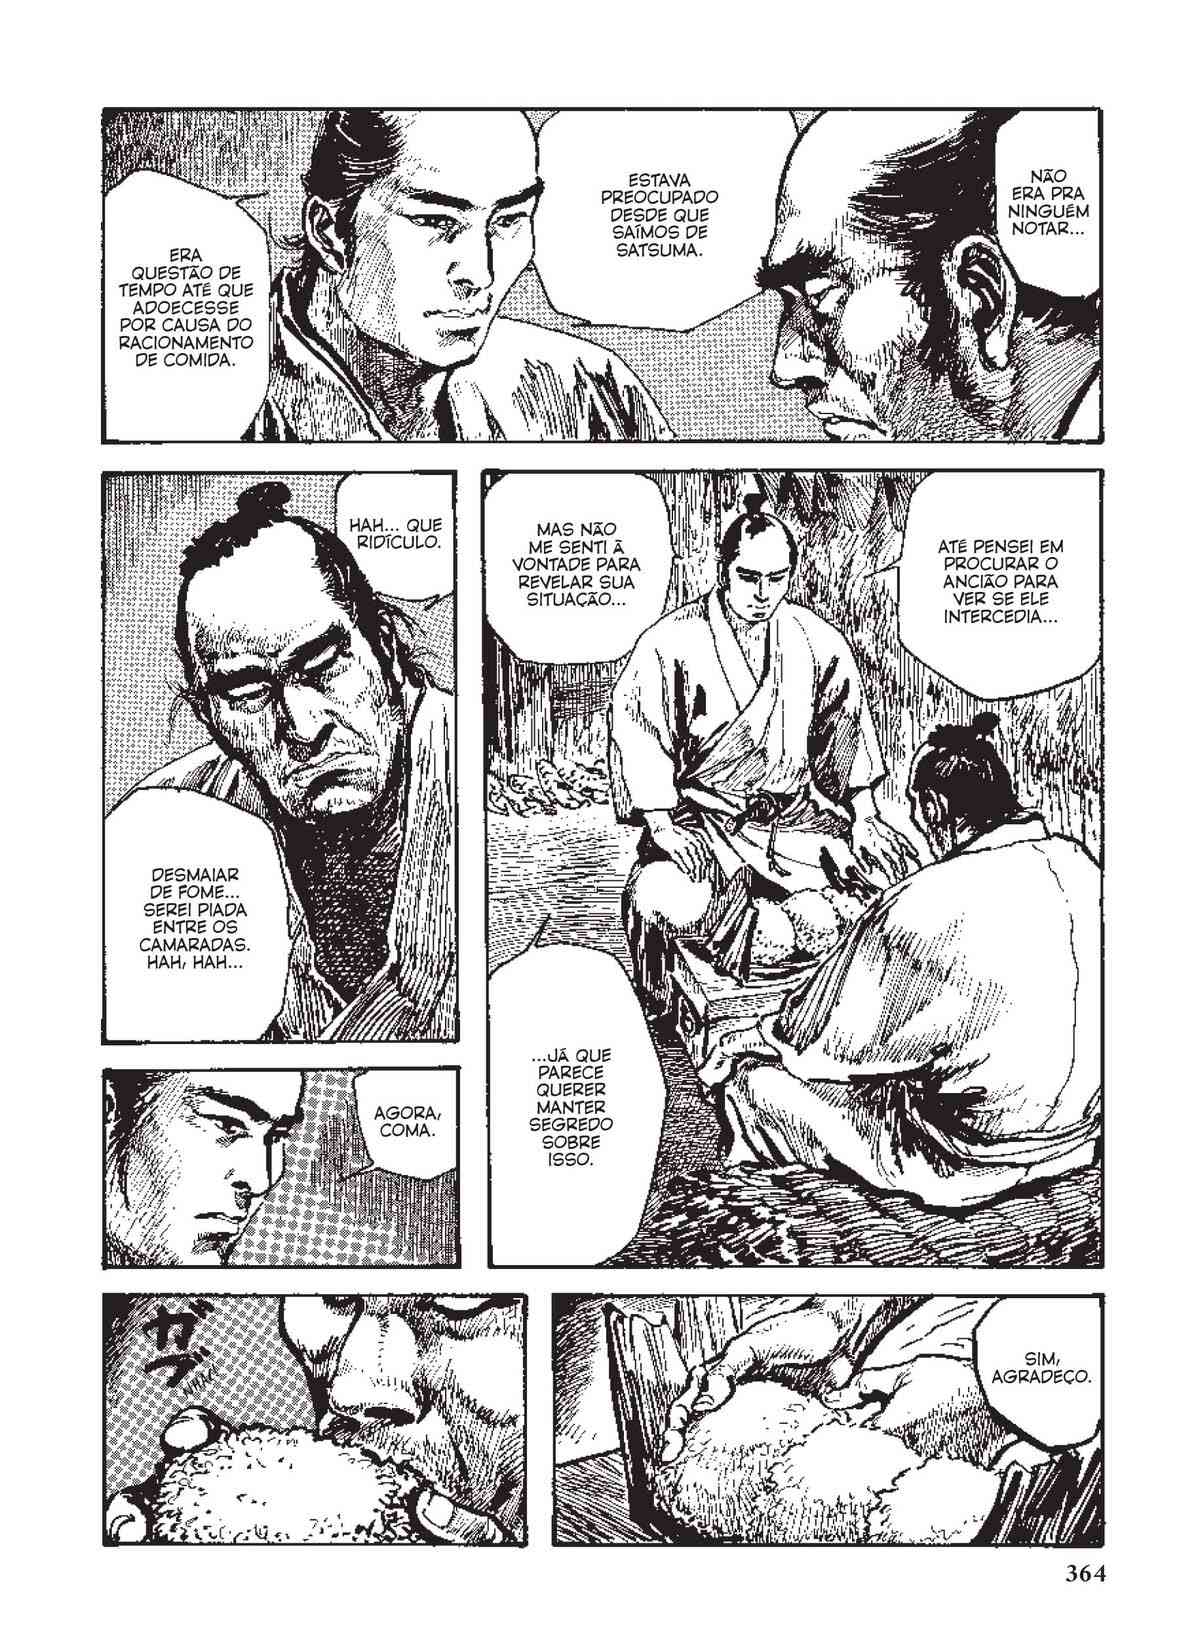 NÃO
ERA PRA
NINGUÉM
NOTAR...
ESTAVA
PREOCUPADO
DESDE QUE
SAÍMOS DE
SATSUMA.
ERA
QUESTÃO DE
TEMPO ATÉ QUE
ADOECESSE
POR CAUSA DO
RACIONAMENTO
DE COMIDA.
ATÉ PENSEI EM
PROCURAR O
ANCIÃO PARA
VER SE ELE
INTERCEDIA...
MAS NÃO
ME SENTI À
VONTADE PARA
REVELAR SUA
SITUAÇÃO...
...JÁ QUE
PARECE
QUERER
MANTER
SEGREDO
SOBRE
ISSO.
HAH... QUE
RIDÍCULO.
DESMAIAR
DE FOME...
SEREI PIADA
ENTRE OS
CAMARADAS.
HAH, HAH...
AGORA,
COMA.
SIM,
AGRADEÇO.
ガブ
NHAC
364